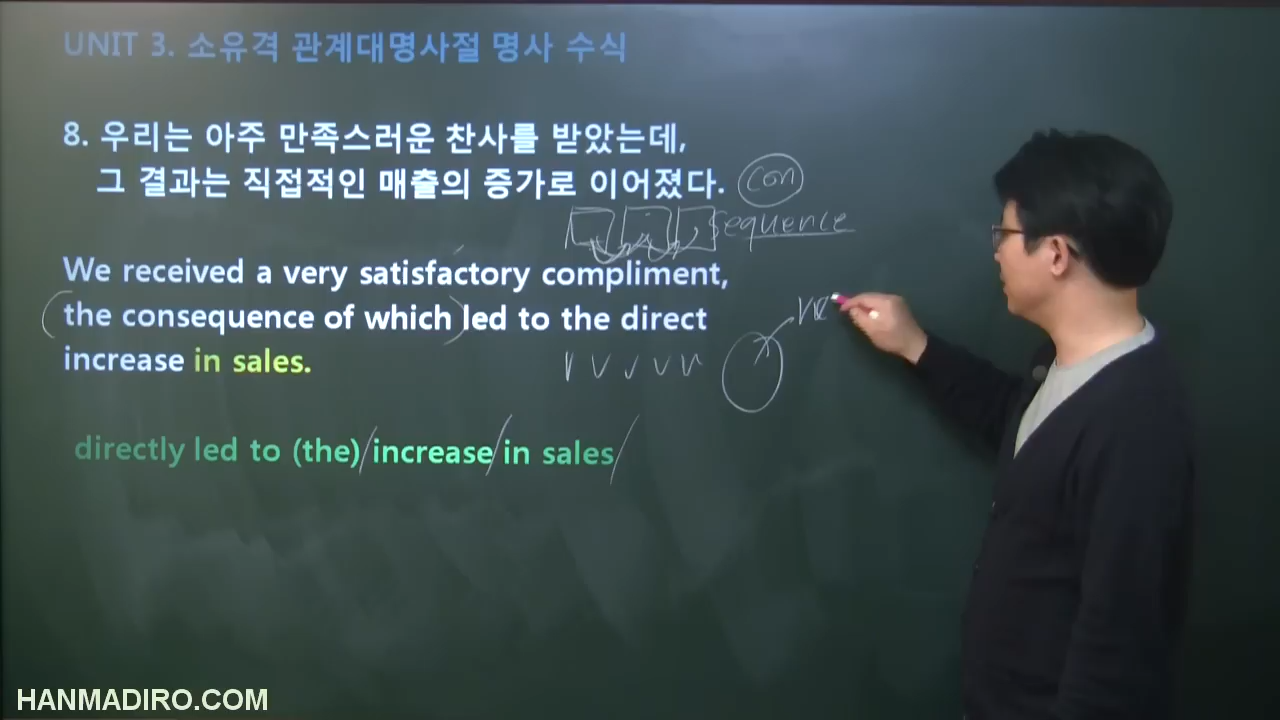 UNIT 3. 소유격 관계대명사절 명사 수식
8. 우리는 아주 만족스러운 찬사를 받았는데,
그 결과는 직접적인 매출의 증가로 이어졌다.
con
sequence
We received a very satisfactory compliment,
(the consequence of which) led to the direct
increase in sales.
directly led to (the)/increase/in sales/
HANMADIRO.COM